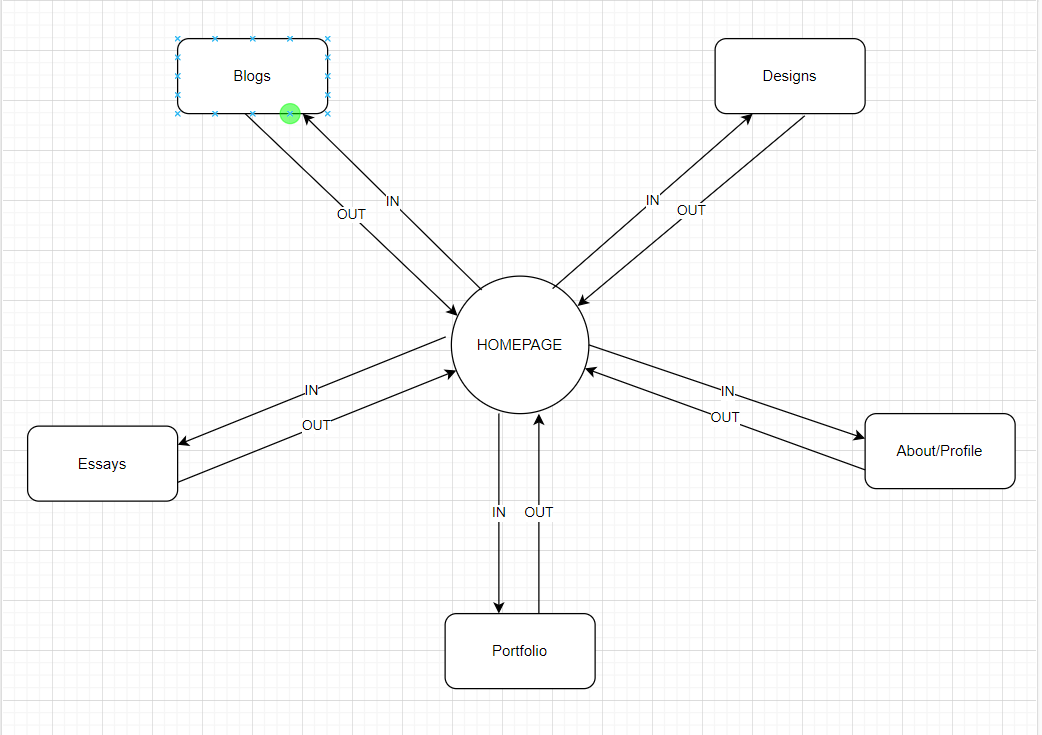 Blogs
Designs
IN
IN
OUT
OUT
HOMEPAGE
IN
IN
OUT
OUT
About/Profile
Essays
IN
OUT
Portfolio